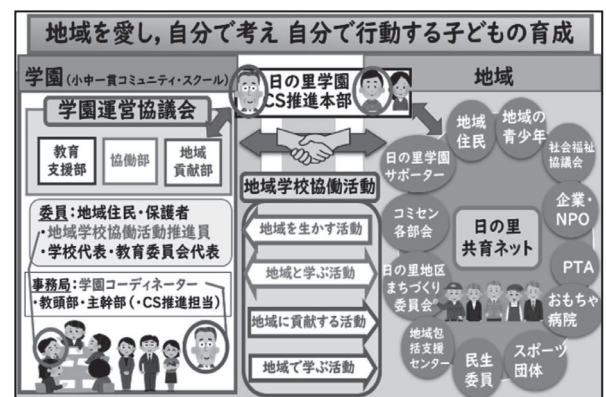 地域を愛し,自分で考え 自分で行動する子どもの育成
学園(小中一貫コミュニティ・スクール)
日の里学園
CS推進本部
地域
学園運営協議会
教育
支援部
協働部
地域
貢献部
委員:地域住民・保護者
・地域学校協働活動推進員
・学校代表・教育委員会代表
事務局:学園コーディネーター
・教頭部・主幹部(・CS推進担当)
地域学校協働活動
地域を生かす活動
地域と学ぶ活動
地域に貢献する活動
地域で学ぶ活動
日の里
共育ネット
日の里学園
サポーター
地域
住民
地域の
青少年
社会福祉
協議会
企業・
NPO
PTA
おもちゃ
病院
スポーツ
団体
民生
委員
地域包
括支援
センター
日の里地区
まちづくり
委員会
コミセン
各部会